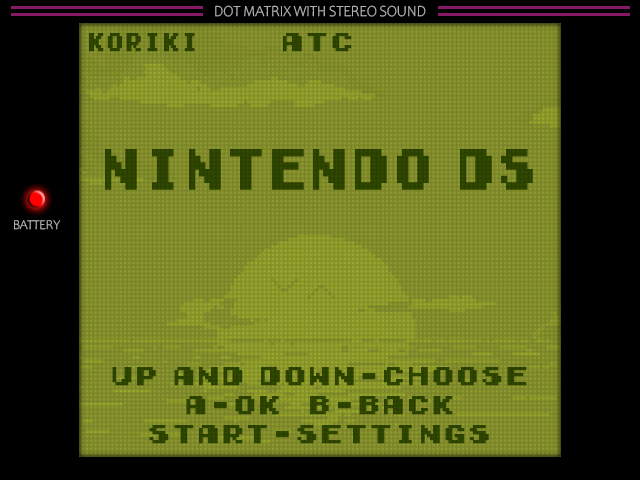 DOT MATRIX WITH STEREO SOUND
KORIKI ATC
NINTENDO DS
BATTERY
UP AND DOWN-CHOOSE
A-OK B-BACK
START-SETTINGS